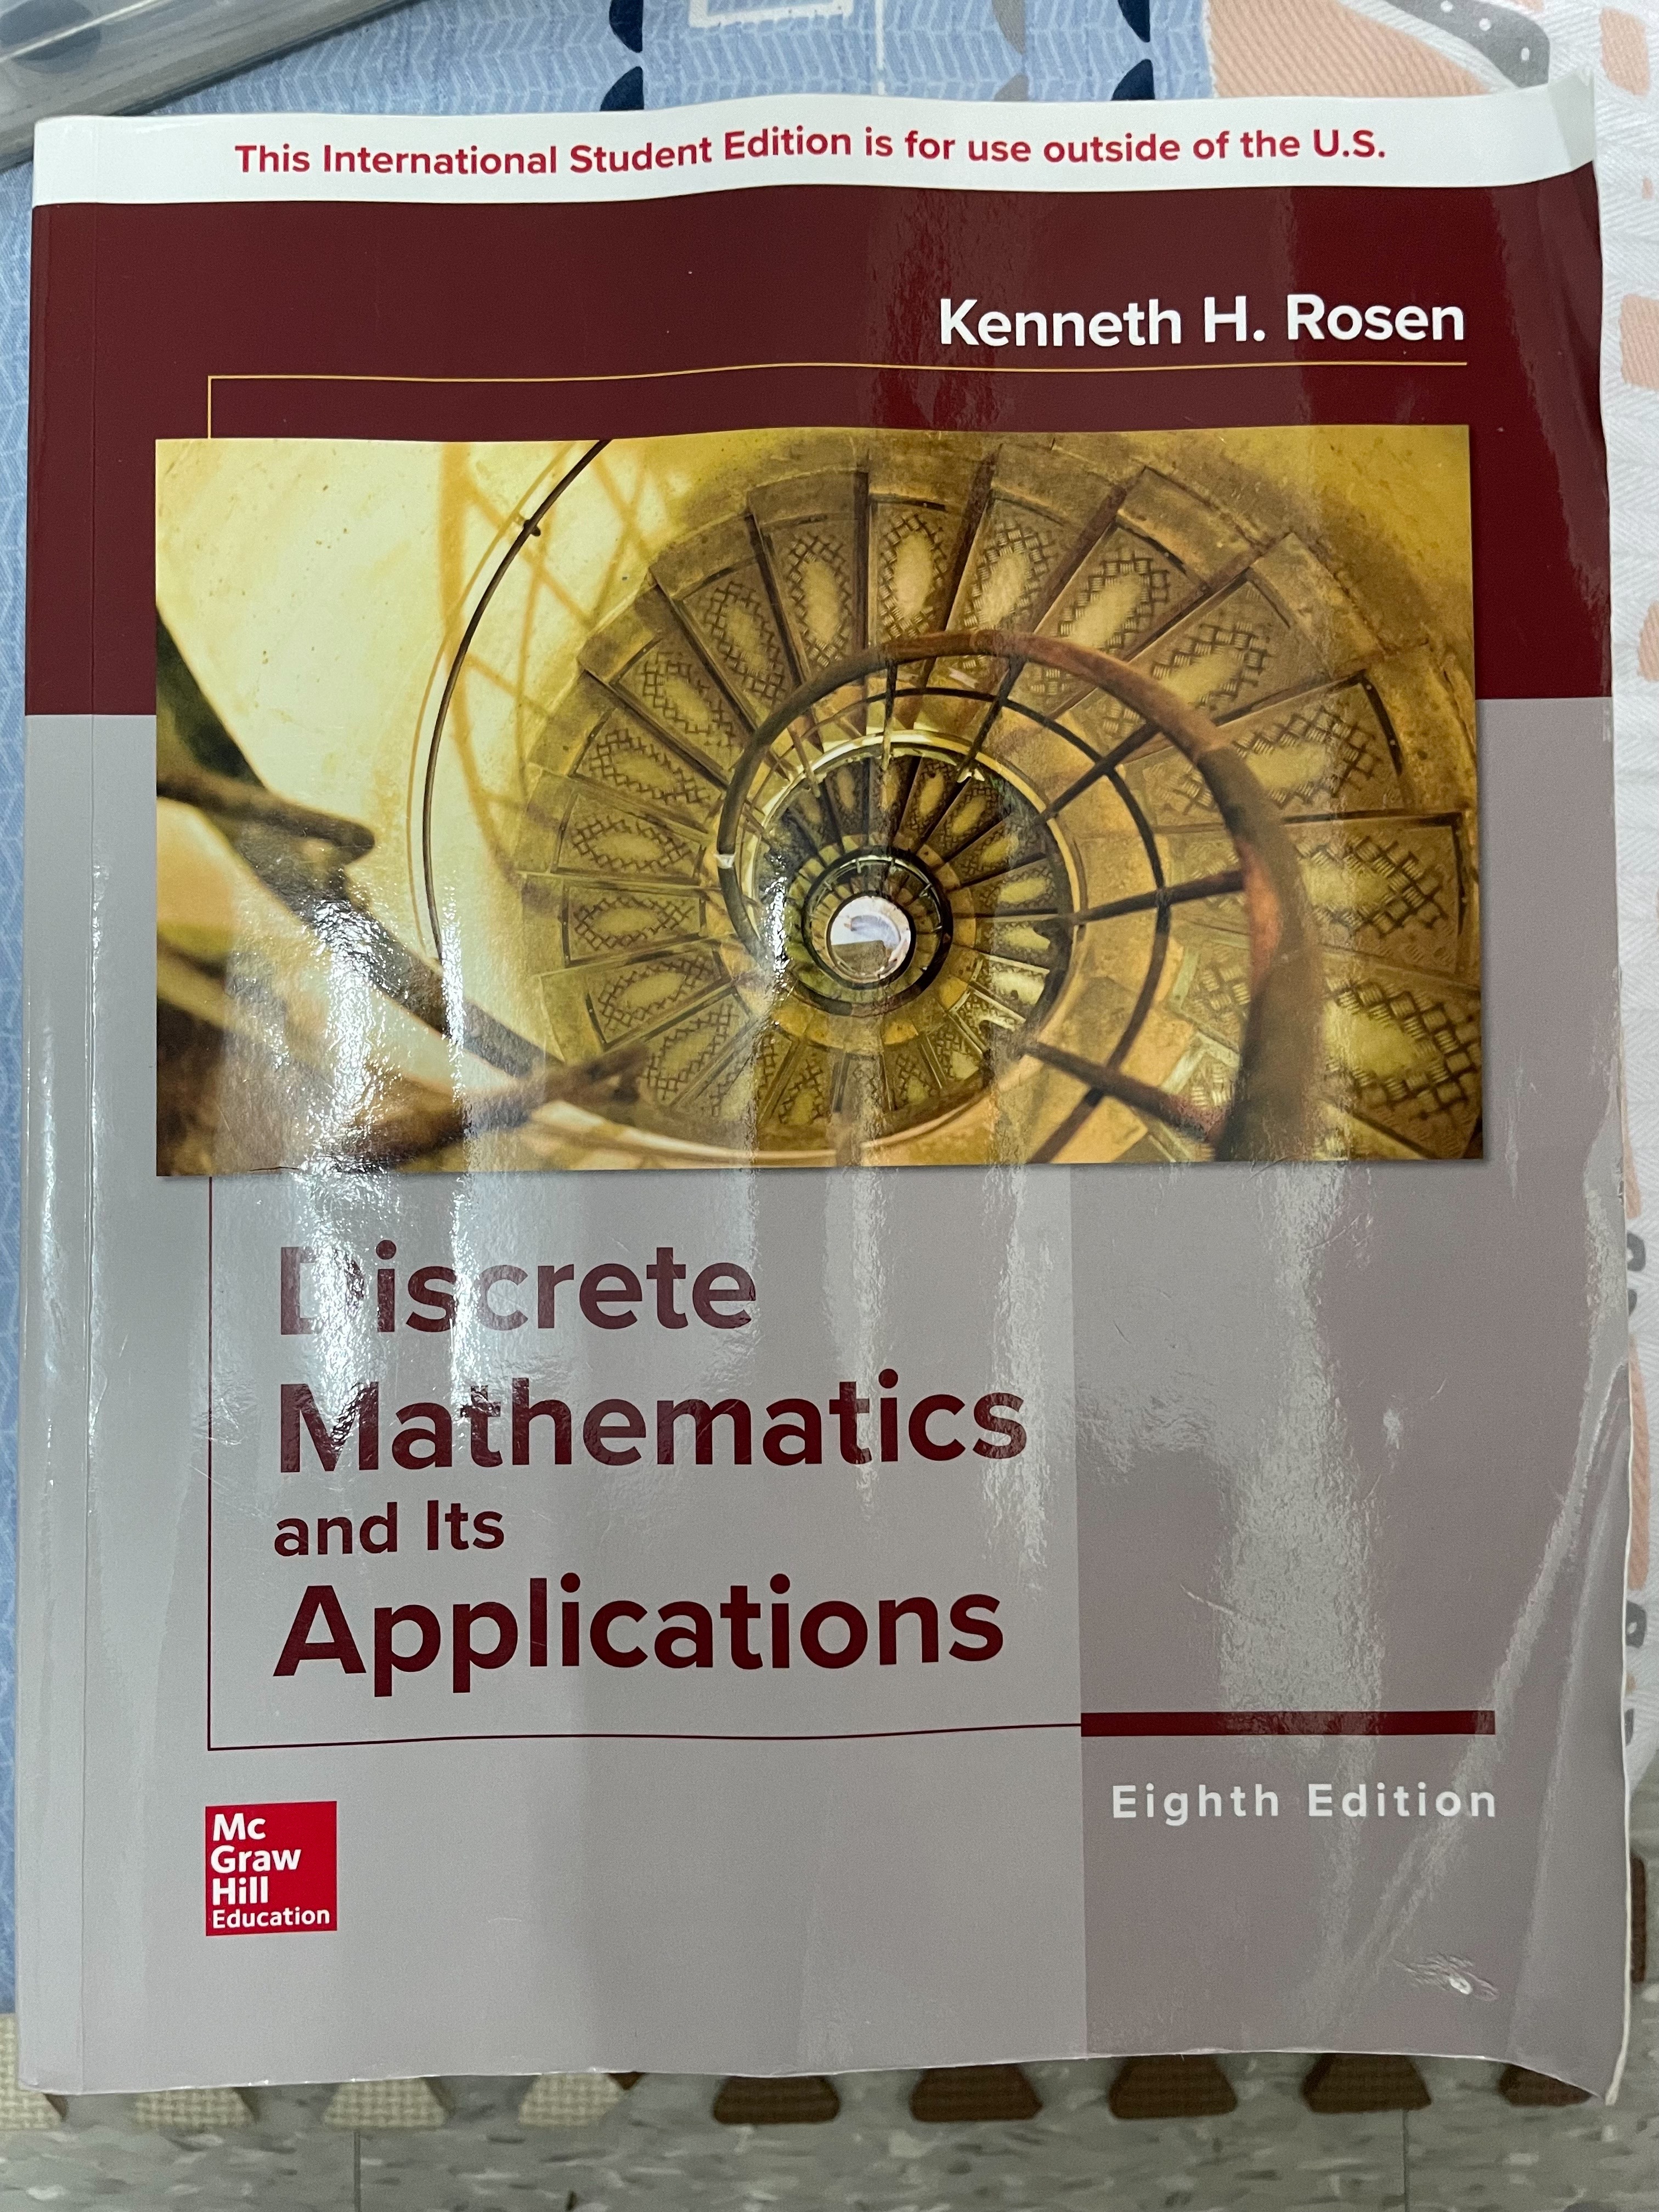 This International Student Edition is for use outside of the U.S.
Kenneth H. Rosen
Discrete
Mathematics
and Its
Applications
Eighth Edition
Mc
Graw
Hill
Education